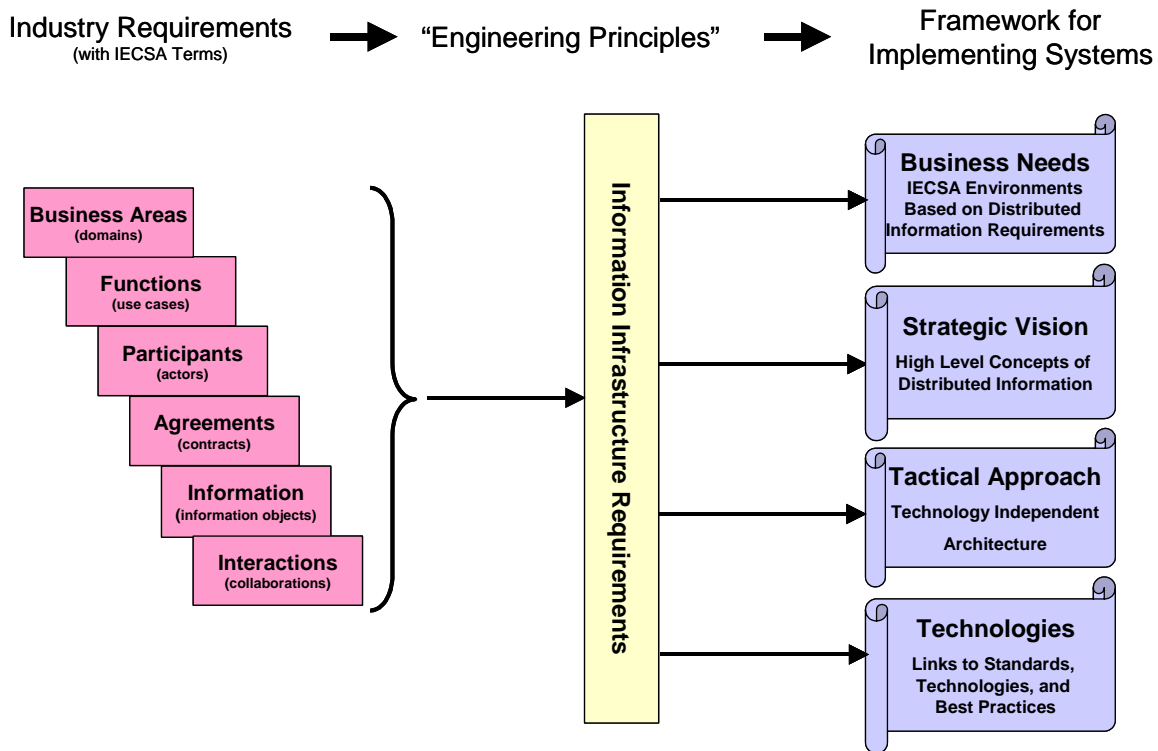 Industry Requirements
(with IECSA Terms)
“Engineering Principles”
Framework for
Implementing Systems
Business Areas
(domains)
Functions
(use cases)
Participants
(actors)
Agreements
(contracts)
Information
(information objects)
Interactions
(collaborations)
Information Infrastructure Requirements
Business Needs
IECSA Environments
Based on Distributed
Information Requirements
Strategic Vision
High Level Concepts of
Distributed Information
Tactical Approach
Technology Independent
Architecture
Technologies
Links to Standards,
Technologies, and
Best Practices